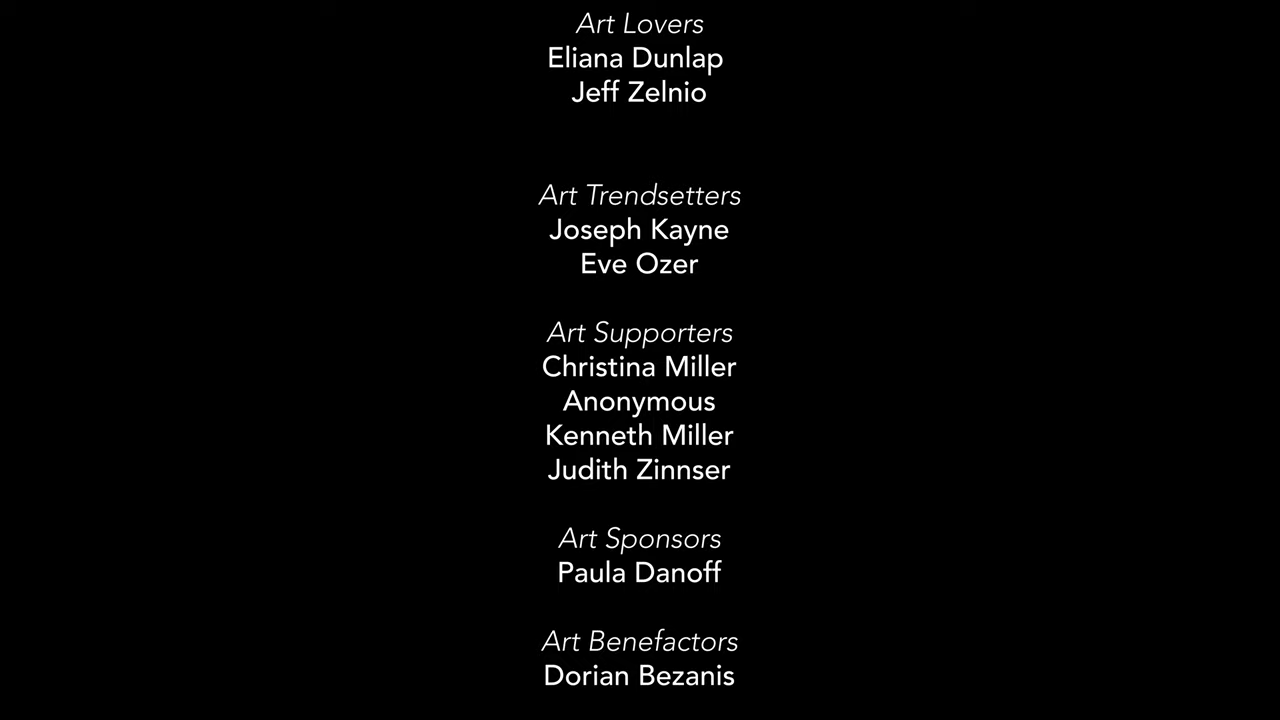 Art Lovers
Eliana Dunlap
Jeff Zelnio
Art Trendsetters
Joseph Kayne
Eve Ozer
Art Supporters
Christina Miller
Anonymous
Kenneth Miller
Judith Zinnser
Art Sponsors
Paula Danoff
Art Benefactors
Dorian Bezanis